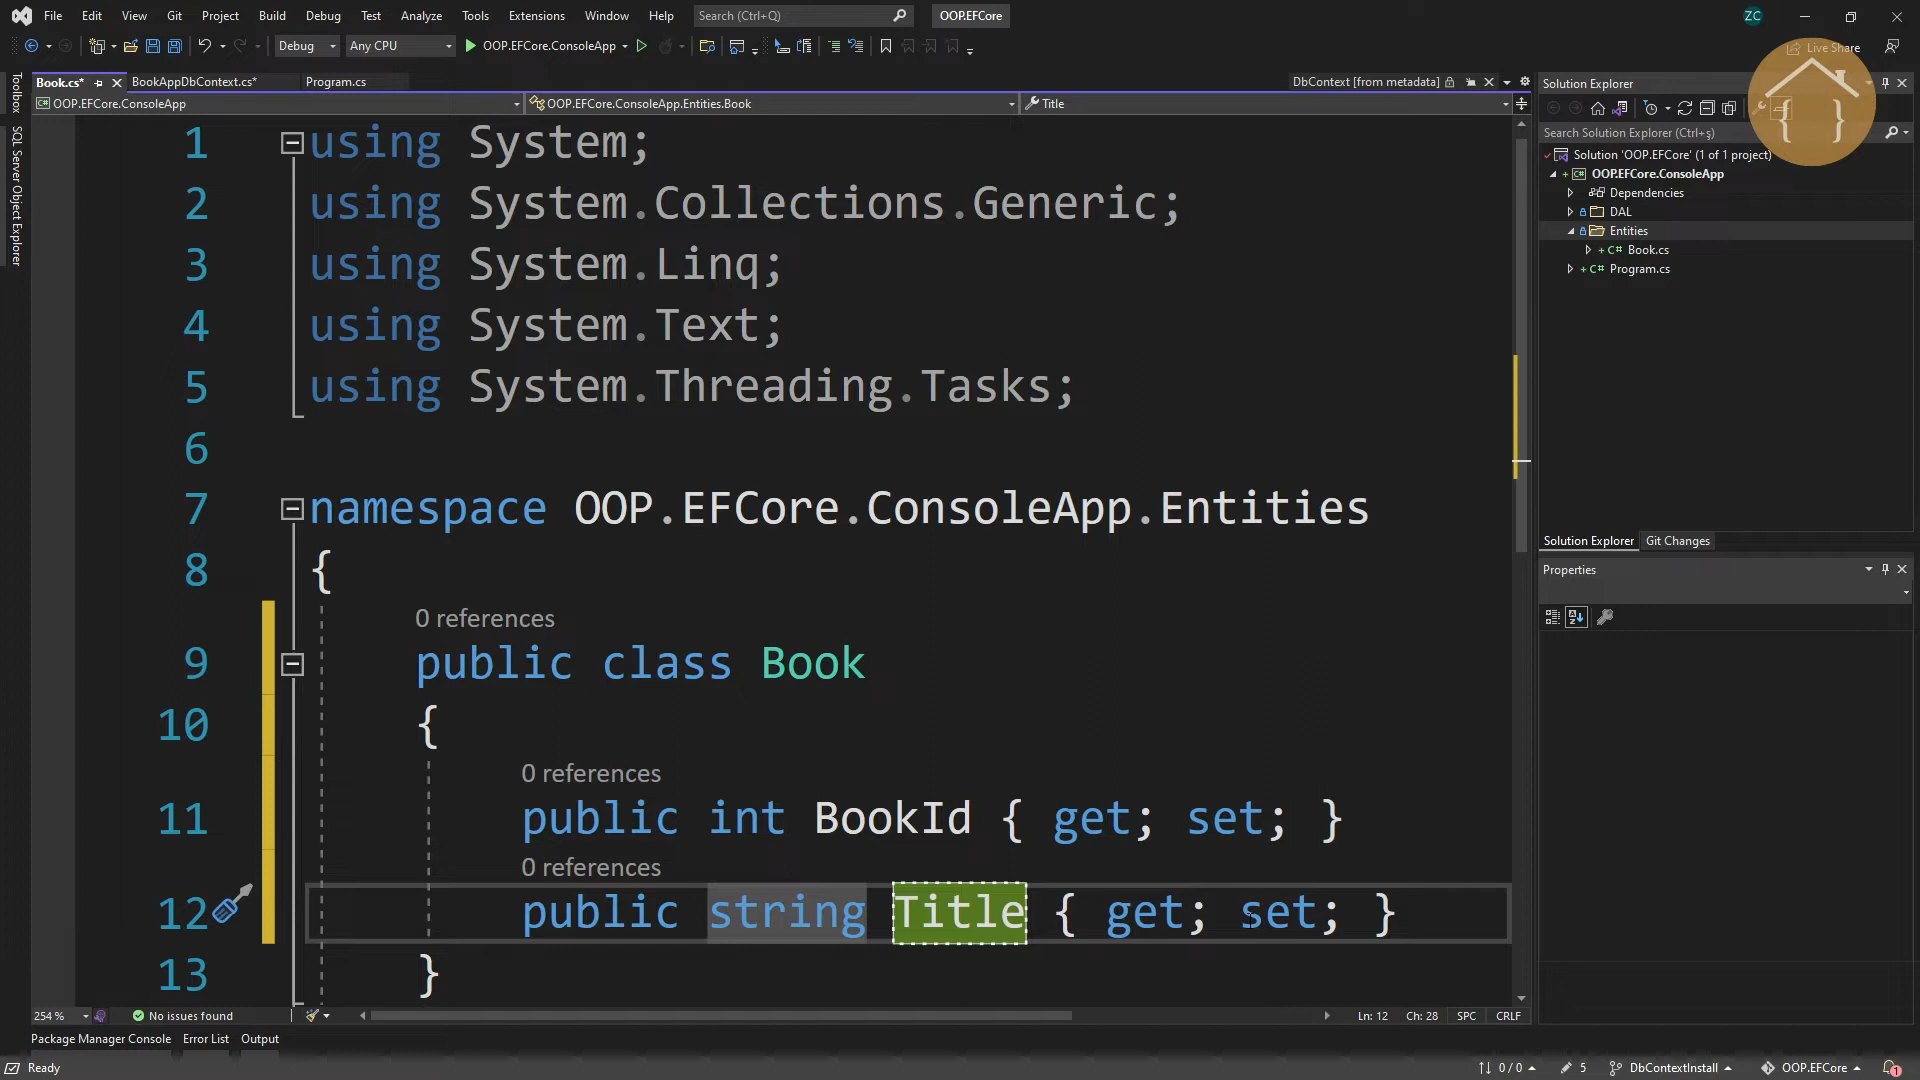 File Edit View Git Project Build Debug Test Analyze Tools Extensions Window Help Search (Ctrl+Q) OOP.EFCore ZC
Debug Any CPU OOP.EFCore.ConsoleApp Live Share
Book.cs* BookAppDbContext.cs* Program.cs DbContext [from metadata]
OOP.EFCore.ConsoleApp OOP.EFCore.ConsoleApp.Entities.Book Title
Toolbox
SQL Server Object Explorer
1 using System;
2 using System.Collections.Generic;
3 using System.Linq;
4 using System.Text;
5 using System.Threading.Tasks;
6
7 namespace OOP.EFCore.ConsoleApp.Entities
8 {
0 references
9 public class Book
10 {
0 references
11 public int BookId { get; set; }
0 references
12 public string Title { get; set; }
13 }
254 % No issues found Ln: 12 Ch: 28 SPC CRLF
Package Manager Console Error List Output
Solution Explorer
{ }
Search Solution Explorer (Ctrl+ş)
Solution 'OOP.EFCore' (1 of 1 project)
OOP.EFCore.ConsoleApp
Dependencies
DAL
Entities
C# Book.cs
C# Program.cs
Solution Explorer Git Changes
Properties
Ready 0 / 0 5 DbContextInstall OOP.EFCore 1